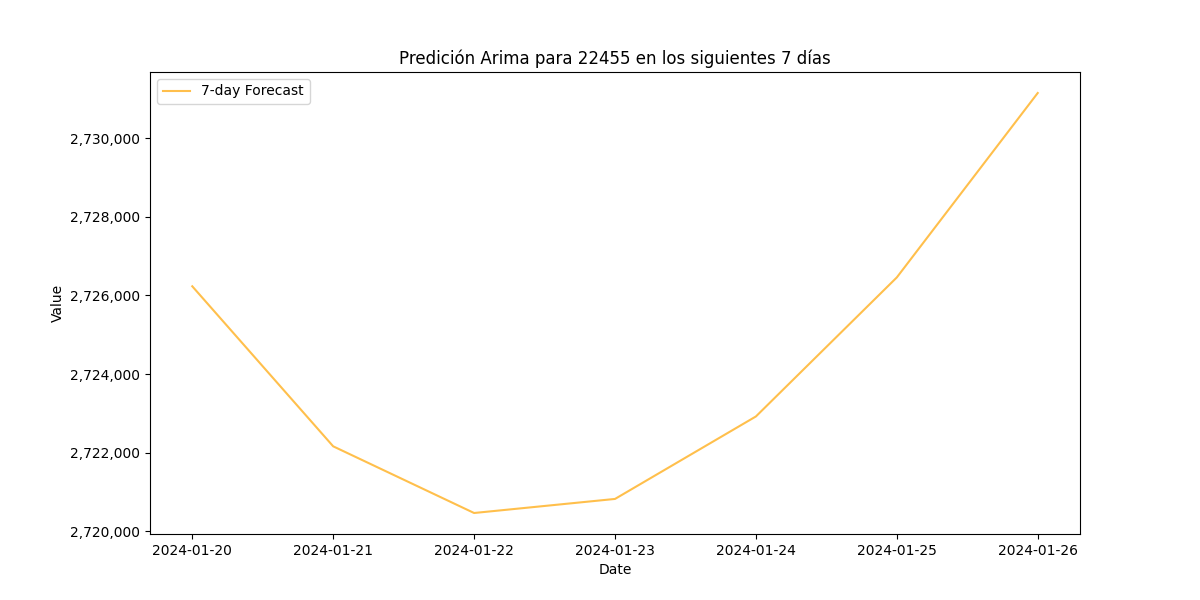 Predición Arima para 22455 en los siguientes 7 días
7-day Forecast
Value
2,730,000
2,728,000
2,726,000
2,724,000
2,722,000
2,720,000
2024-01-20 2024-01-21 2024-01-22 2024-01-23 2024-01-24 2024-01-25 2024-01-26
Date